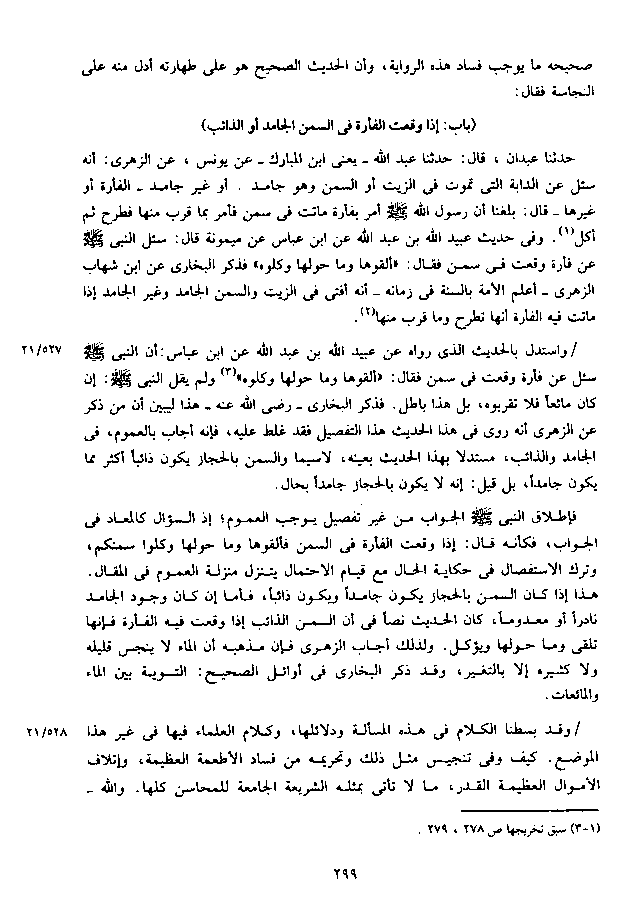 صحيحه ما يوجب فساد هذه الرواية، وأن الحديث الصحيح هو على طهارته أدل منه على
النجاسة فقال:
(باب: إذا وقعت الفأرة فى السمن الجامد أو الذائب)
حدثنا عبدان ، قال: حدثنا عبد الله ـ يعنى ابن المبارك ـ عن يونس ، عن الزهرى: أنه
سئل عن الدابة التى تموت فى الزيت أو السمن وهو جامد . أو غير جامد ـ الفأرة أو
غيرها ـ قال: بلغنا أن رسول الله ﷺ أمر بفأرة ماتت فى سمن فأمر بما قرب منها فطرح ثم
أكل(١). وفى حديث عبيد الله بن عبد الله عن ابن عباس عن ميمونة قال: سئل النبى ﷺ
عن فأرة وقعت فى سمن فقال: «ألقوها وما حولها وكلوه» فذكر البخارى عن ابن شهاب
الزهرى ـ أعلم الأمة بالسنة فى زمانه ـ أنه أفتى فى الزيت والسمن الجامد وغير الجامد إذا
ماتت فيه الفأرة أنها تطرح وما قرب منها(٢).
٢١/٥٢٧ /واستدل بالحديث الذى رواه عن عبيد الله بن عبد الله عن ابن عباس: أن النبى ﷺ
سئل عن فأرة وقعت فى سمن فقال: «ألقوها وما حولها وكلوه»(٣) ولم يقل النبى ﷺ: إن
كان مائعاً فلا تقربوه، بل هذا باطل. فذكر البخارى ـ رضى الله عنه ـ هذا ليبين أن من ذكر
عن الزهرى أنه روى فى هذا الحديث هذا التفصيل فقد غلط عليه، فإنه أجاب بالعموم، فى
الجامد والذائب، مستدلا بهذا الحديث بعينه، لاسيما والسمن بالحجاز يكون ذائباً أكثر مما
يكون جامداً، بل قيل: إنه لا يكون بالحجاز جامداً بحال.
فإطلاق النبى ﷺ الجواب من غير تفصيل يوجب العموم؛ إذ السؤال كالمعاد فى
الجواب، فكأنه قال: إذا وقعت الفأرة فى السمن فألقوها وما حولها وكلوا سمنكم،
وترك الاستفصال فى حكاية الحال مع قيام الاحتمال يتنزل منزلة العموم فى المقال.
هذا إذا كان السمن بالحجاز يكون جامداً ويكون ذائباً، فأما إن كان وجود الجامد
نادراً أو معدوماً، كان الحديث نصاً فى أن السمن الذائب إذا وقعت فيه الفأرة فإنها
تلقى وما حولها ويؤكل. ولذلك أجاب الزهرى فإن مذهبه أن الماء لا ينجس قليله
ولا كثيره إلا بالتغير، وقد ذكر البخارى فى أوائل الصحيح: التسوية بين الماء
والمائعات.
٢١/٥٢٨ /وقد بسطنا الكلام فى هذه المسألة ودلائلها، وكلام العلماء فيها فى غير هذا
الموضع. كيف وفى تنجيس مثل ذلك وتحريمه من فساد الأطعمة العظيمة، وإتلاف
الأموال العظيمة القدر، ما لا تأتى بمثله الشريعة الجامعة للمحاسن كلها. والله ـ
(١-٣) سبق تخريجها ص ٢٧٨ ، ٢٧٩ .
٢٩٩